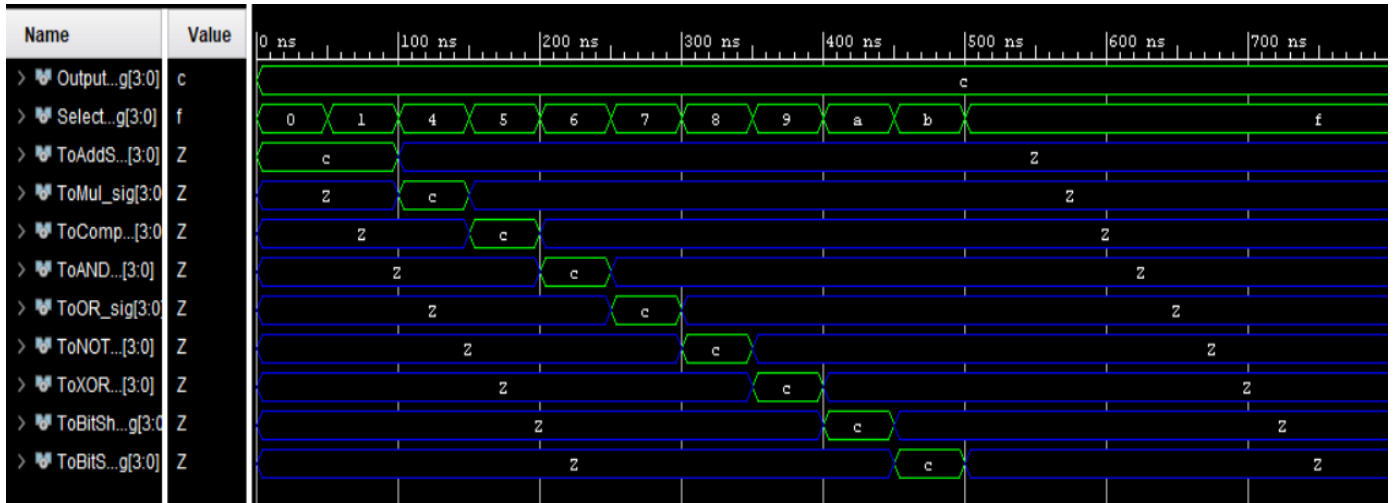 Name Value 0 ns 100 ns 200 ns 300 ns 400 ns 500 ns 600 ns 700 ns
Output...g[3:0] c c
Select...g[3:0] f 0 1 4 5 6 7 8 9 a b f
ToAddS...[3:0] Z c Z
ToMul_sig[3:0 Z Z c Z
ToComp...[3:0 Z Z c Z
ToAND...[3:0] Z Z c Z
ToOR_sig[3:0] Z Z c Z
ToNOT...[3:0] Z Z c Z
ToXOR...[3:0] Z Z c Z
ToBitSh...g[3:0 Z Z c Z
ToBitS...g[3:0] Z Z c Z